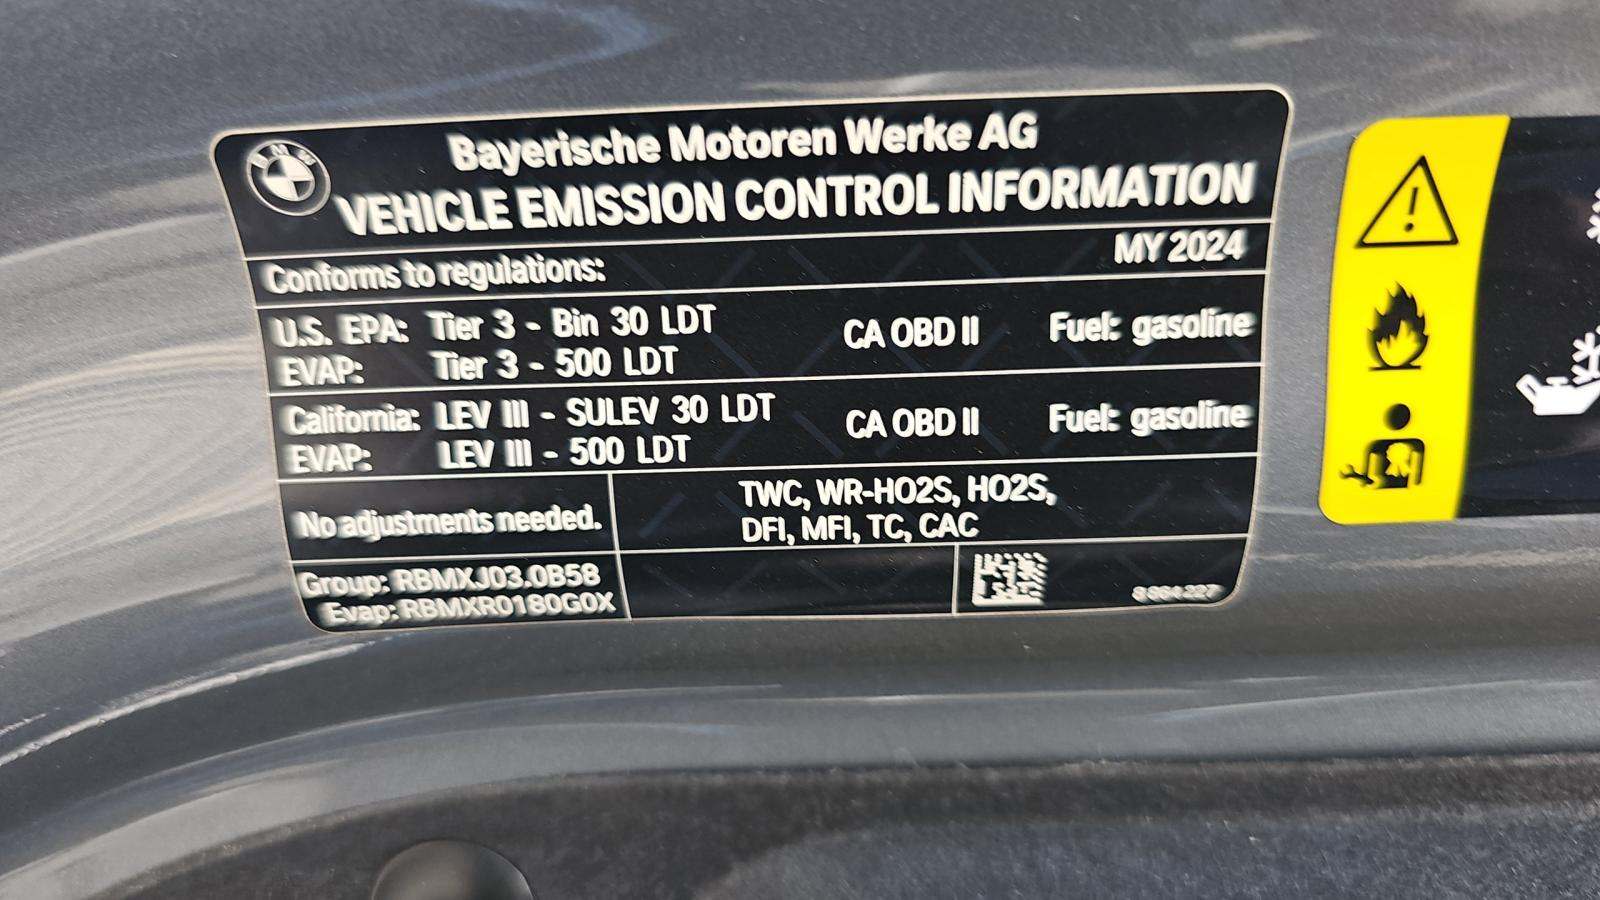 BMW
Bayerische Motoren Werke AG
VEHICLE EMISSION CONTROL INFORMATION
MY 2024
Conforms to regulations:
U.S. EPA: Tier 3 - Bin 30 LDT CA OBD II Fuel: gasoline
EVAP: Tier 3 - 500 LDT
California: LEV III - SULEV 30 LDT CA OBD II Fuel: gasoline
EVAP: LEV III - 500 LDT
No adjustments needed.
TWC, WR-HO2S, HO2S,
DFI, MFI, TC, CAC
Group: RBMXJ03.0B58
Evap: RBMXR0180G0X